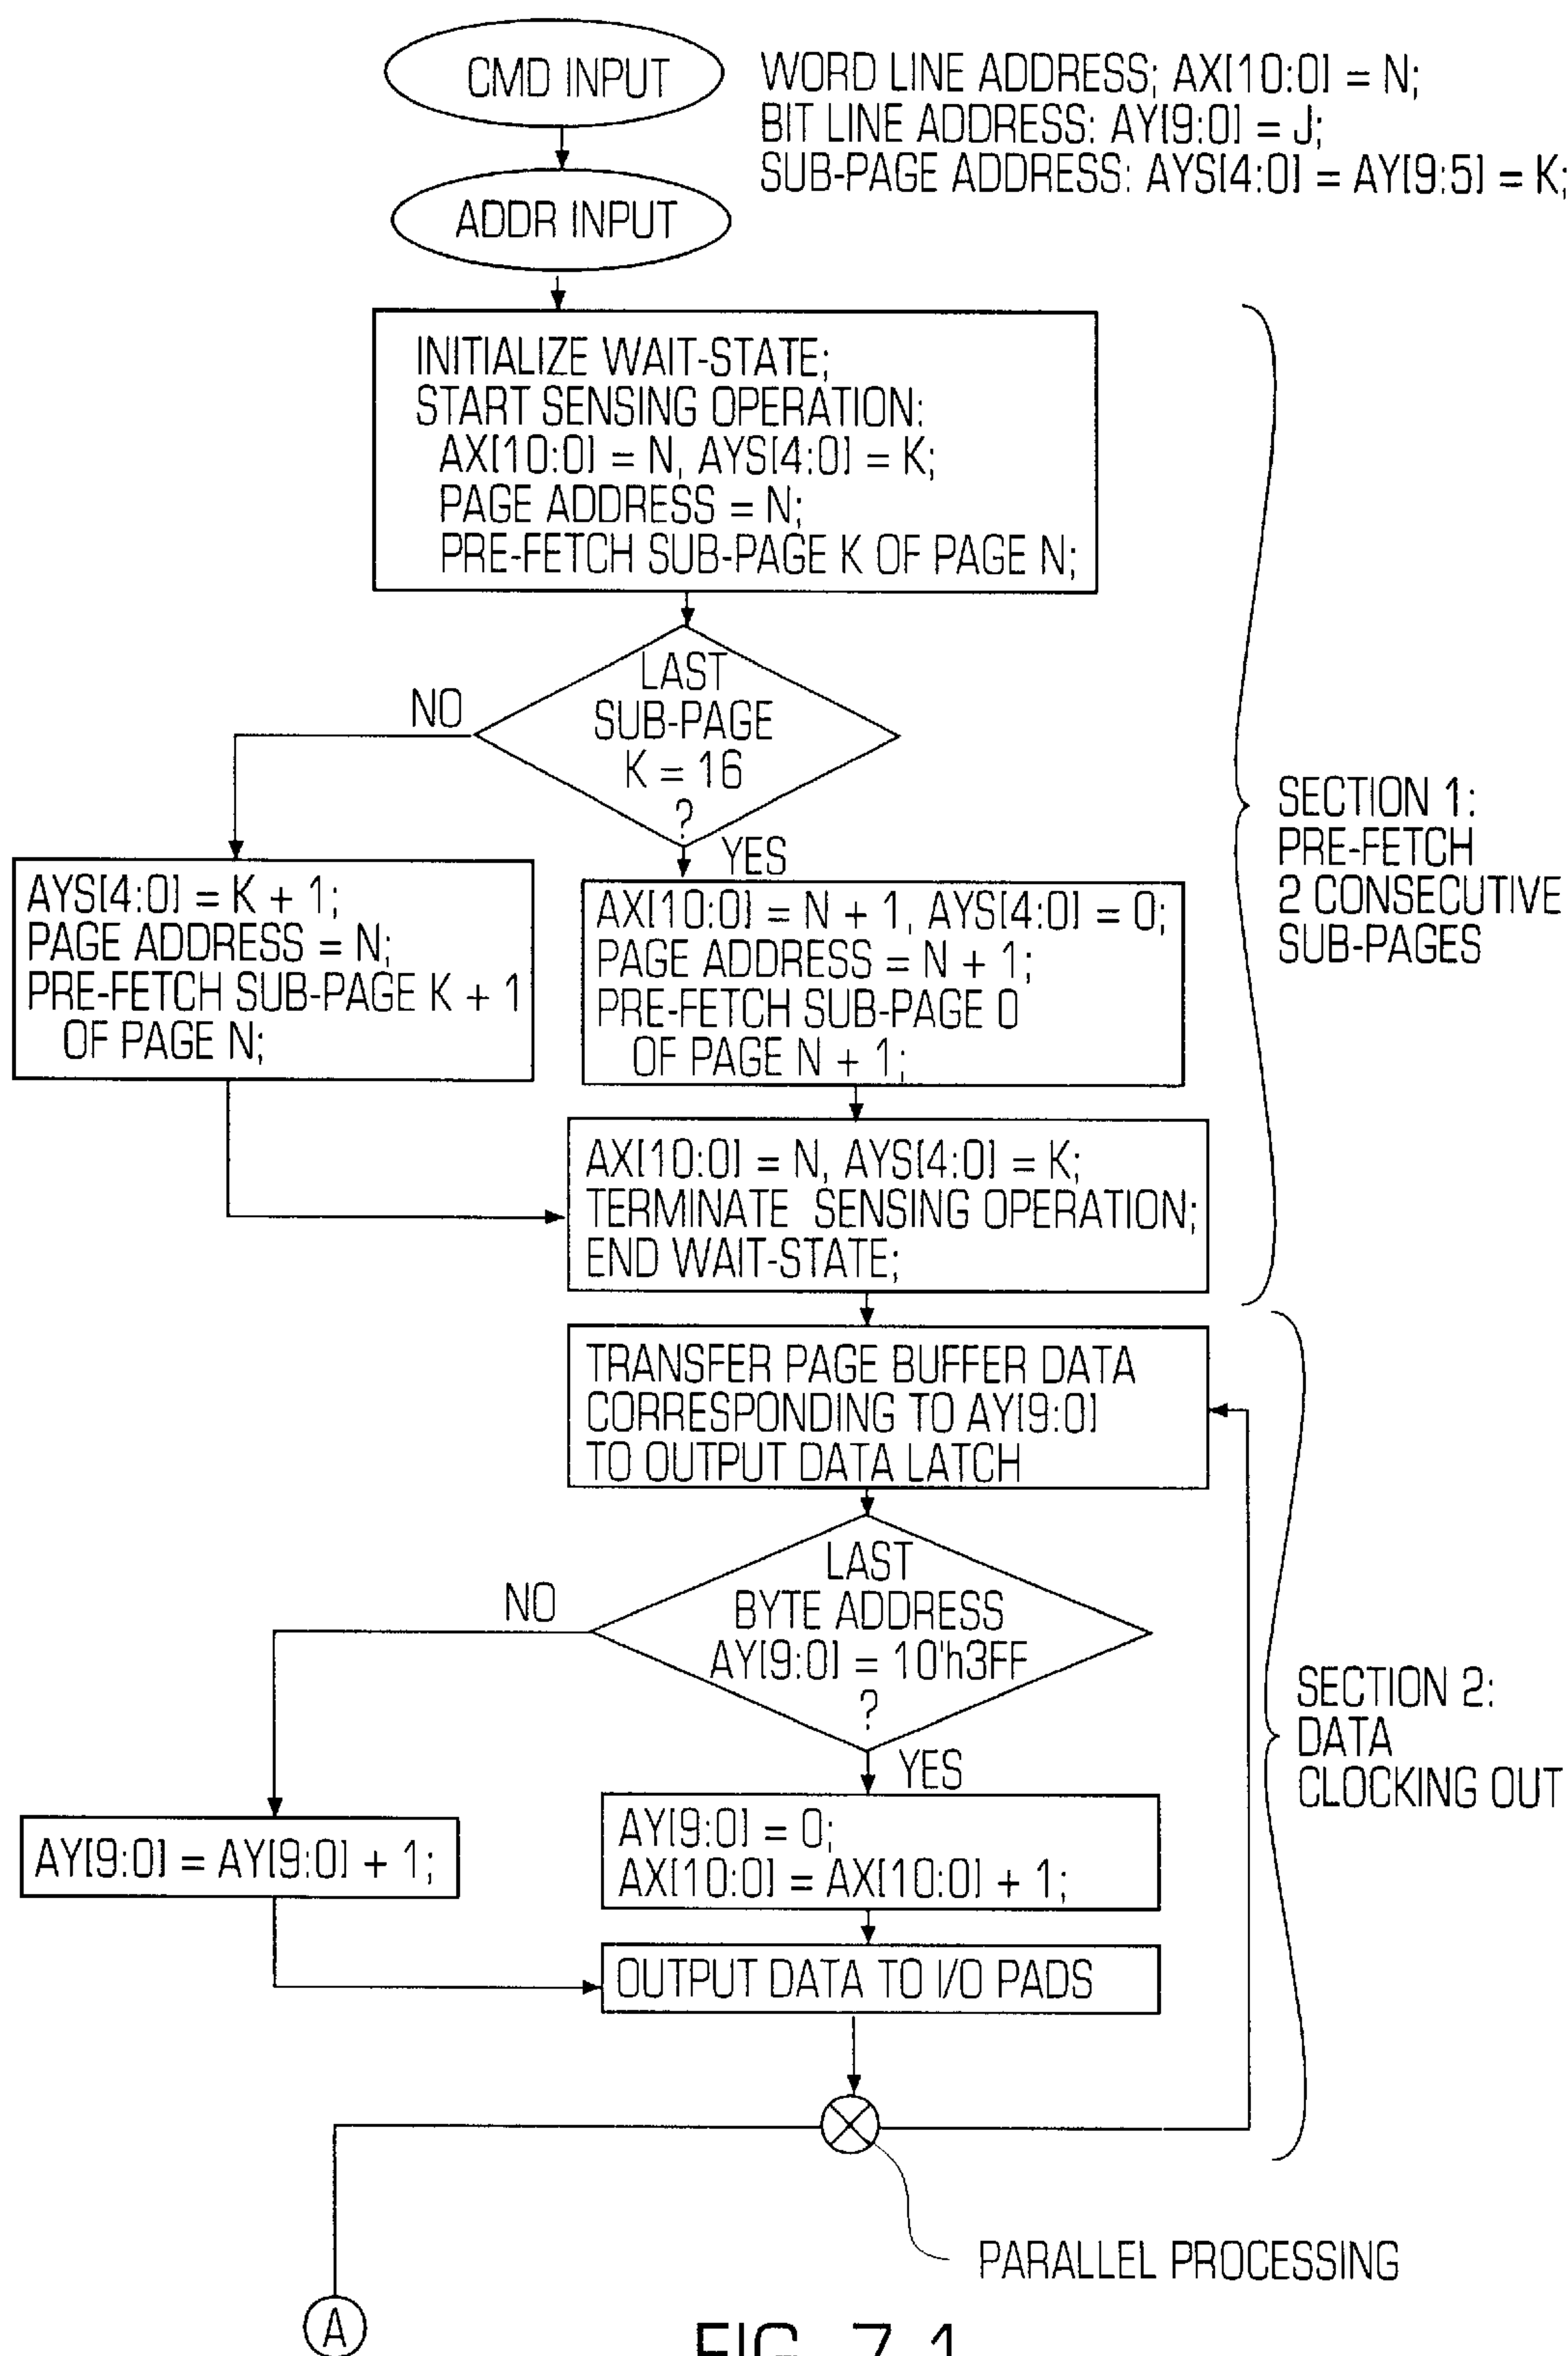 CMD INPUT
WORD LINE ADDRESS; AX[10:0] = N;
BIT LINE ADDRESS: AY[9:0] = J;
SUB-PAGE ADDRESS: AYS[4:0] = AY[9:5] = K;
ADDR INPUT
INITIALIZE WAIT-STATE;
START SENSING OPERATION:
AX[10:0] = N, AYS[4:0] = K;
PAGE ADDRESS = N;
PRE-FETCH SUB-PAGE K OF PAGE N;
LAST
SUB-PAGE
K = 16
?
NO
YES
AYS[4:0] = K + 1;
PAGE ADDRESS = N;
PRE-FETCH SUB-PAGE K + 1
OF PAGE N;
AX[10:0] = N + 1, AYS[4:0] = 0;
PAGE ADDRESS = N + 1;
PRE-FETCH SUB-PAGE 0
OF PAGE N + 1;
SECTION 1:
PRE-FETCH
2 CONSECUTIVE
SUB-PAGES
AX[10:0] = N, AYS[4:0] = K;
TERMINATE SENSING OPERATION;
END WAIT-STATE;
TRANSFER PAGE BUFFER DATA
CORRESPONDING TO AY[9:0]
TO OUTPUT DATA LATCH
LAST
BYTE ADDRESS
AY[9:0] = 10'h3FF
?
NO
YES
SECTION 2:
DATA
CLOCKING OUT
AY[9:0] = AY[9:0] + 1;
AY[9:0] = 0;
AX[10:0] = AX[10:0] + 1;
OUTPUT DATA TO I/O PADS
PARALLEL PROCESSING
A
FIG. 7.1